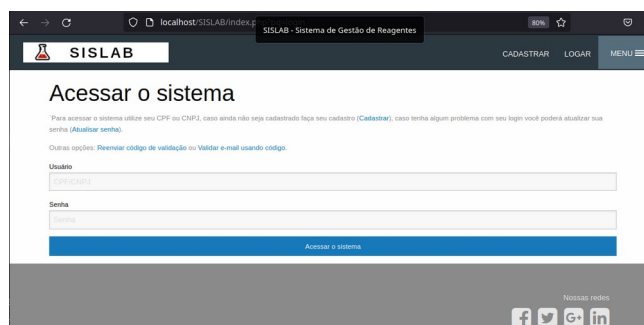 localhost/SISLAB/index.p
SISLAB - Sistema de Gestão de Reagentes
80%
SISLAB
CADASTRAR LOGAR MENU
Acessar o sistema
`Para acessar o sistema utilize seu CPF ou CNPJ, caso ainda não seja cadastrado faça seu cadastro (Cadastrar), caso tenha algum problema com seu login você poderá atualizar sua
senha (Atualisar senha).
Outras opções: Reenviar código de validação ou Validar e-mail usando código.
Usuário
CPF/CNPJ
Senha
Senha
Acessar o sistema
Nossas redes
f G+ in